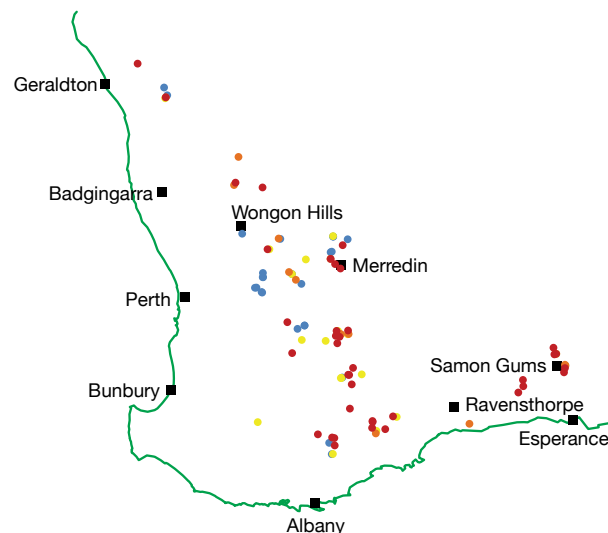 Geraldton
Badgingarra
Wongon Hills
Merredin
Perth
Samon Gums
Bunbury
Ravensthorpe
Esperance
Albany